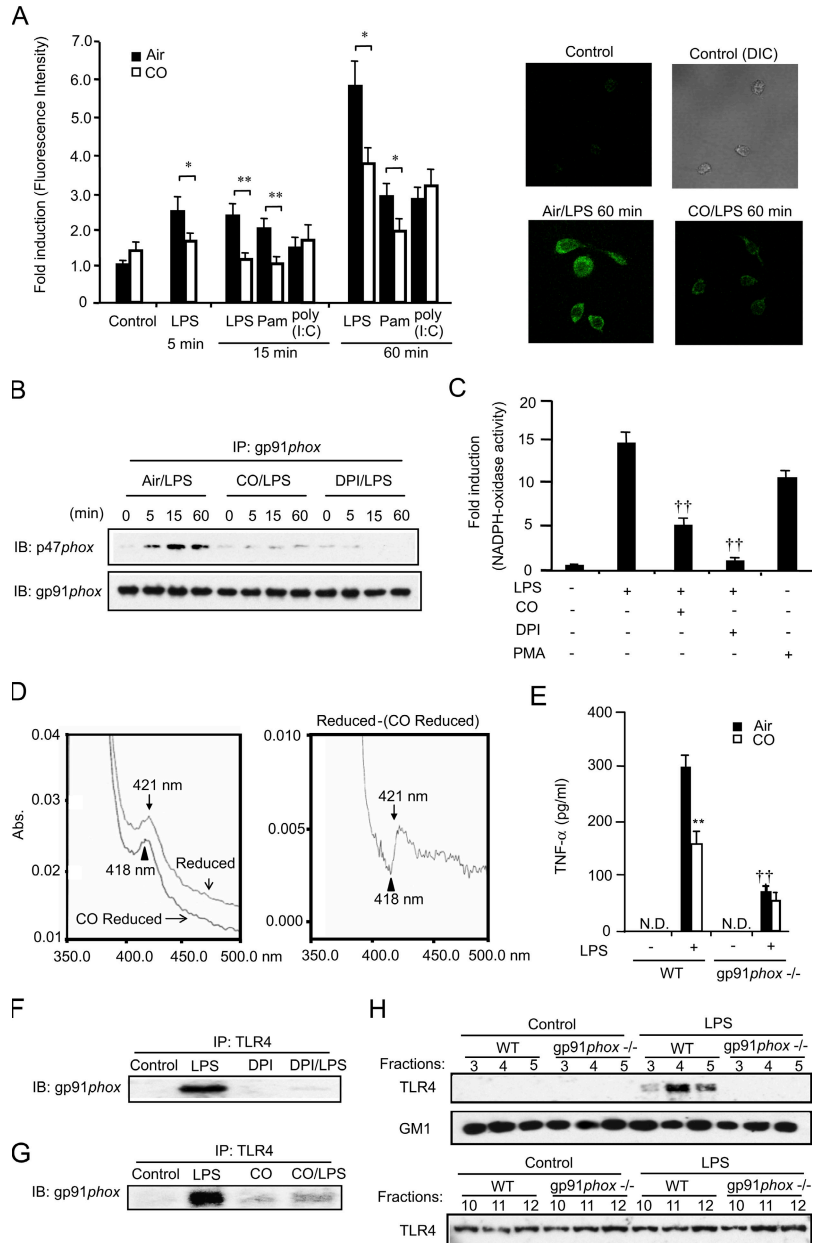 A
7.0
6.0
5.0
4.0
3.0
2.0
1.0
0
Fold induction (Fluorescence Intensity)
Air
CO
*
**
**
*
*
Control
LPS
LPS
Pam
poly
(I:C)
LPS
Pam
poly
(I:C)
5 min
15 min
60 min
Control
Control (DIC)
Air/LPS 60 min
CO/LPS 60 min
B
IP: gp91phox
Air/LPS CO/LPS DPI/LPS
(min) 0 5 15 60 0 5 15 60 0 5 15 60
IB: p47phox
IB: gp91phox
C
Fold induction
(NADPH-oxidase activity)
20
15
10
5
0
††
††
LPS - + + + -
CO - - + - -
DPI - - - + -
PMA - - - - +
D
Abs.
0.04
0.03
0.02
0.01
421 nm
418 nm
Reduced
CO Reduced
350.0 400.0 450.0 500.0 nm
Reduced-(CO Reduced)
0.010
0.005
0.000
421 nm
418 nm
350.0 400.0 450.0 500.0 nm
E
TNF-α (pg/ml)
400
300
200
100
0
Air
CO
**
††
N.D.
N.D.
LPS - + - +
WT gp91phox -/-
F
IP: TLR4
Control LPS DPI DPI/LPS
IB: gp91phox
G
IP: TLR4
Control LPS CO CO/LPS
IB: gp91phox
H
Control LPS
WT gp91phox -/- WT gp91phox -/-
Fractions: 3 4 5 3 4 5 3 4 5 3 4 5
TLR4
GM1
Control LPS
WT gp91phox -/- WT gp91phox -/-
Fractions: 10 11 12 10 11 12 10 11 12 10 11 12
TLR4